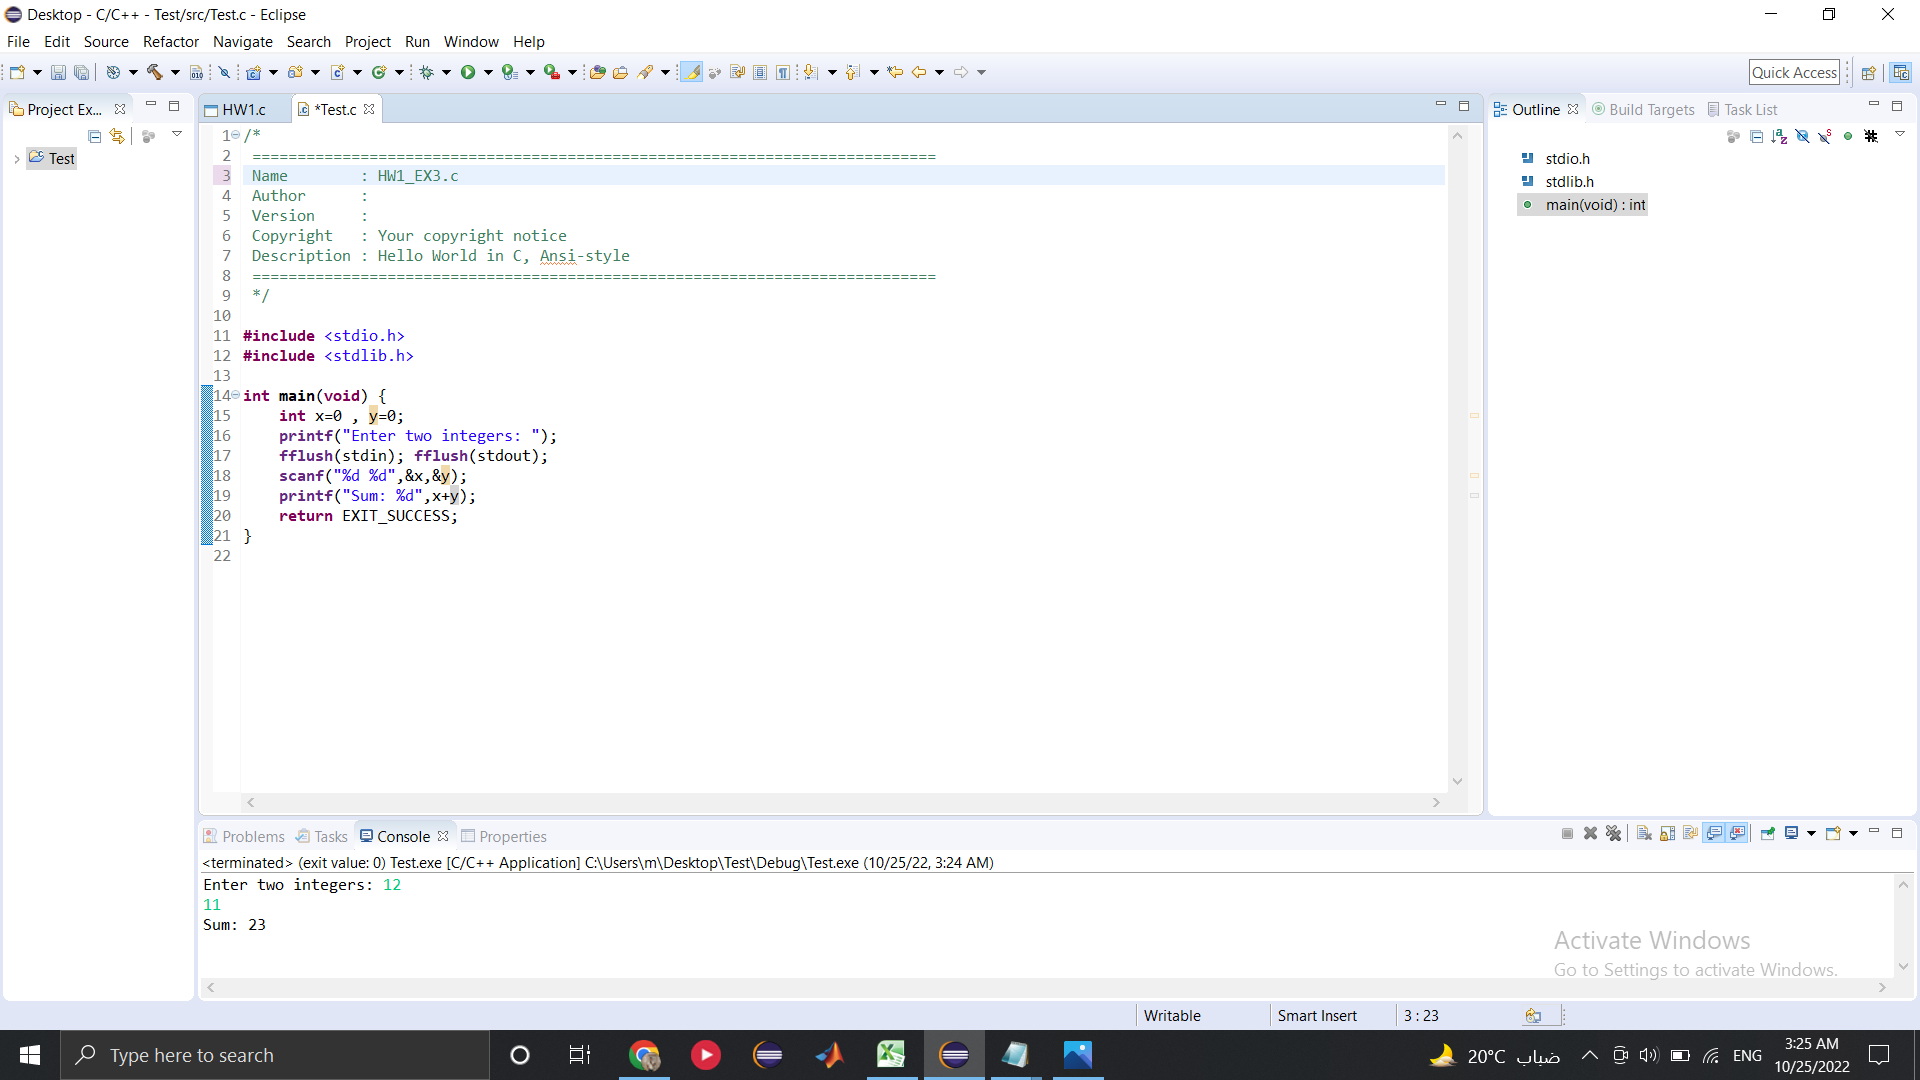 Desktop - C/C++ - Test/src/Test.c - Eclipse
File Edit Source Refactor Navigate Search Project Run Window Help
Quick Access
Project Ex...
Test
HW1.c
*Test.c
1 /*
2 ============================================================================
3 Name        : HW1_EX3.c
4 Author      :
5 Version     :
6 Copyright   : Your copyright notice
7 Description : Hello World in C, Ansi-style
8 ============================================================================
9 */
10
11 #include <stdio.h>
12 #include <stdlib.h>
13
14 int main(void) {
15     int x=0 , y=0;
16     printf("Enter two integers: ");
17     fflush(stdin); fflush(stdout);
18     scanf("%d %d",&x,&y);
19     printf("Sum: %d",x+y);
20     return EXIT_SUCCESS;
21 }
22
Outline Build Targets Task List
stdio.h
stdlib.h
main(void) : int
Problems Tasks Console Properties
<terminated> (exit value: 0) Test.exe [C/C++ Application] C:\Users\m\Desktop\Test\Debug\Test.exe (10/25/22, 3:24 AM)
Enter two integers: 12
11
Sum: 23
Activate Windows
Go to Settings to activate Windows.
Writable
Smart Insert
3 : 23
Type here to search
20°C ضباب
ENG
3:25 AM
10/25/2022